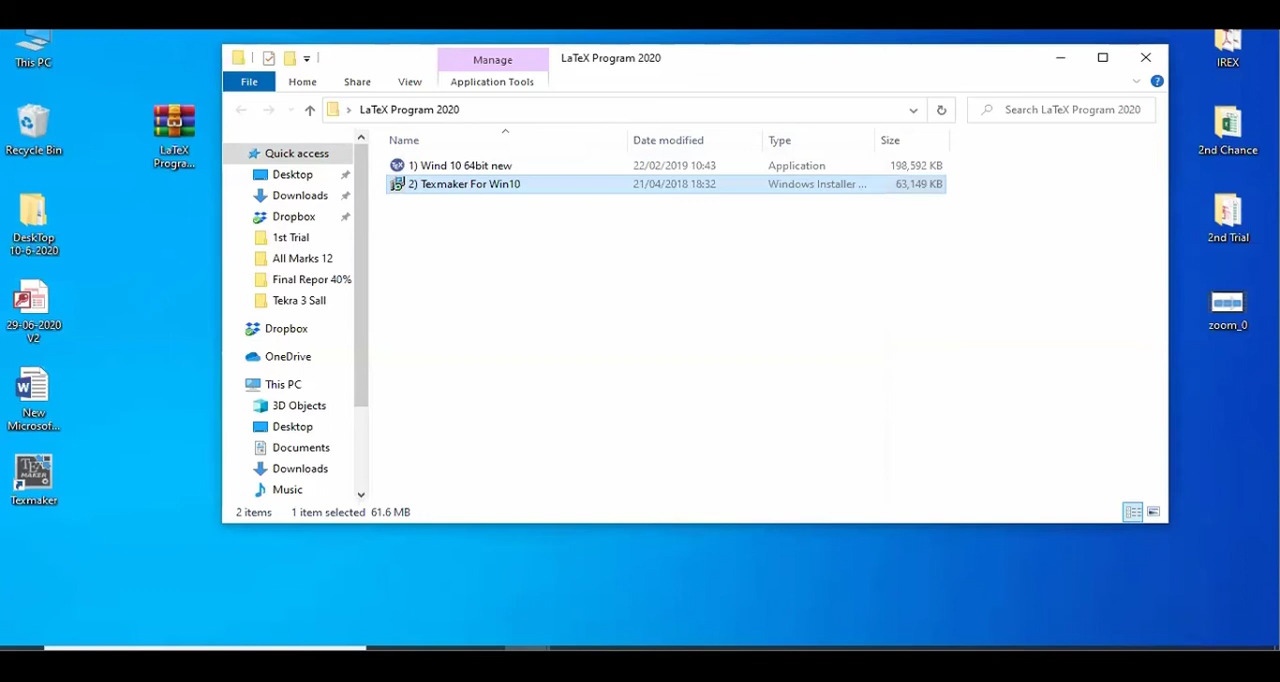 This PC
Recycle Bin
DeskTop
10-6-2020
29-06-2020
V2
New
Microsof...
TEX
MAKER
Texmaker
LaTeX
Progra...
Manage
LaTeX Program 2020
File
Home
Share
View
Application Tools
LaTeX Program 2020
Search LaTeX Program 2020
Name
Date modified
Type
Size
1) Wind 10 64bit new
22/02/2019 10:43
Application
198,592 KB
2) Texmaker For Win10
21/04/2018 18:32
Windows Installer ...
63,149 KB
Quick access
Desktop
Downloads
Dropbox
1st Trial
All Marks 12
Final Repor 40%
Tekra 3 Sall
Dropbox
OneDrive
This PC
3D Objects
Desktop
Documents
Downloads
Music
2 items
1 item selected 61.6 MB
IREX
2nd Chance
2nd Trial
zoom_0